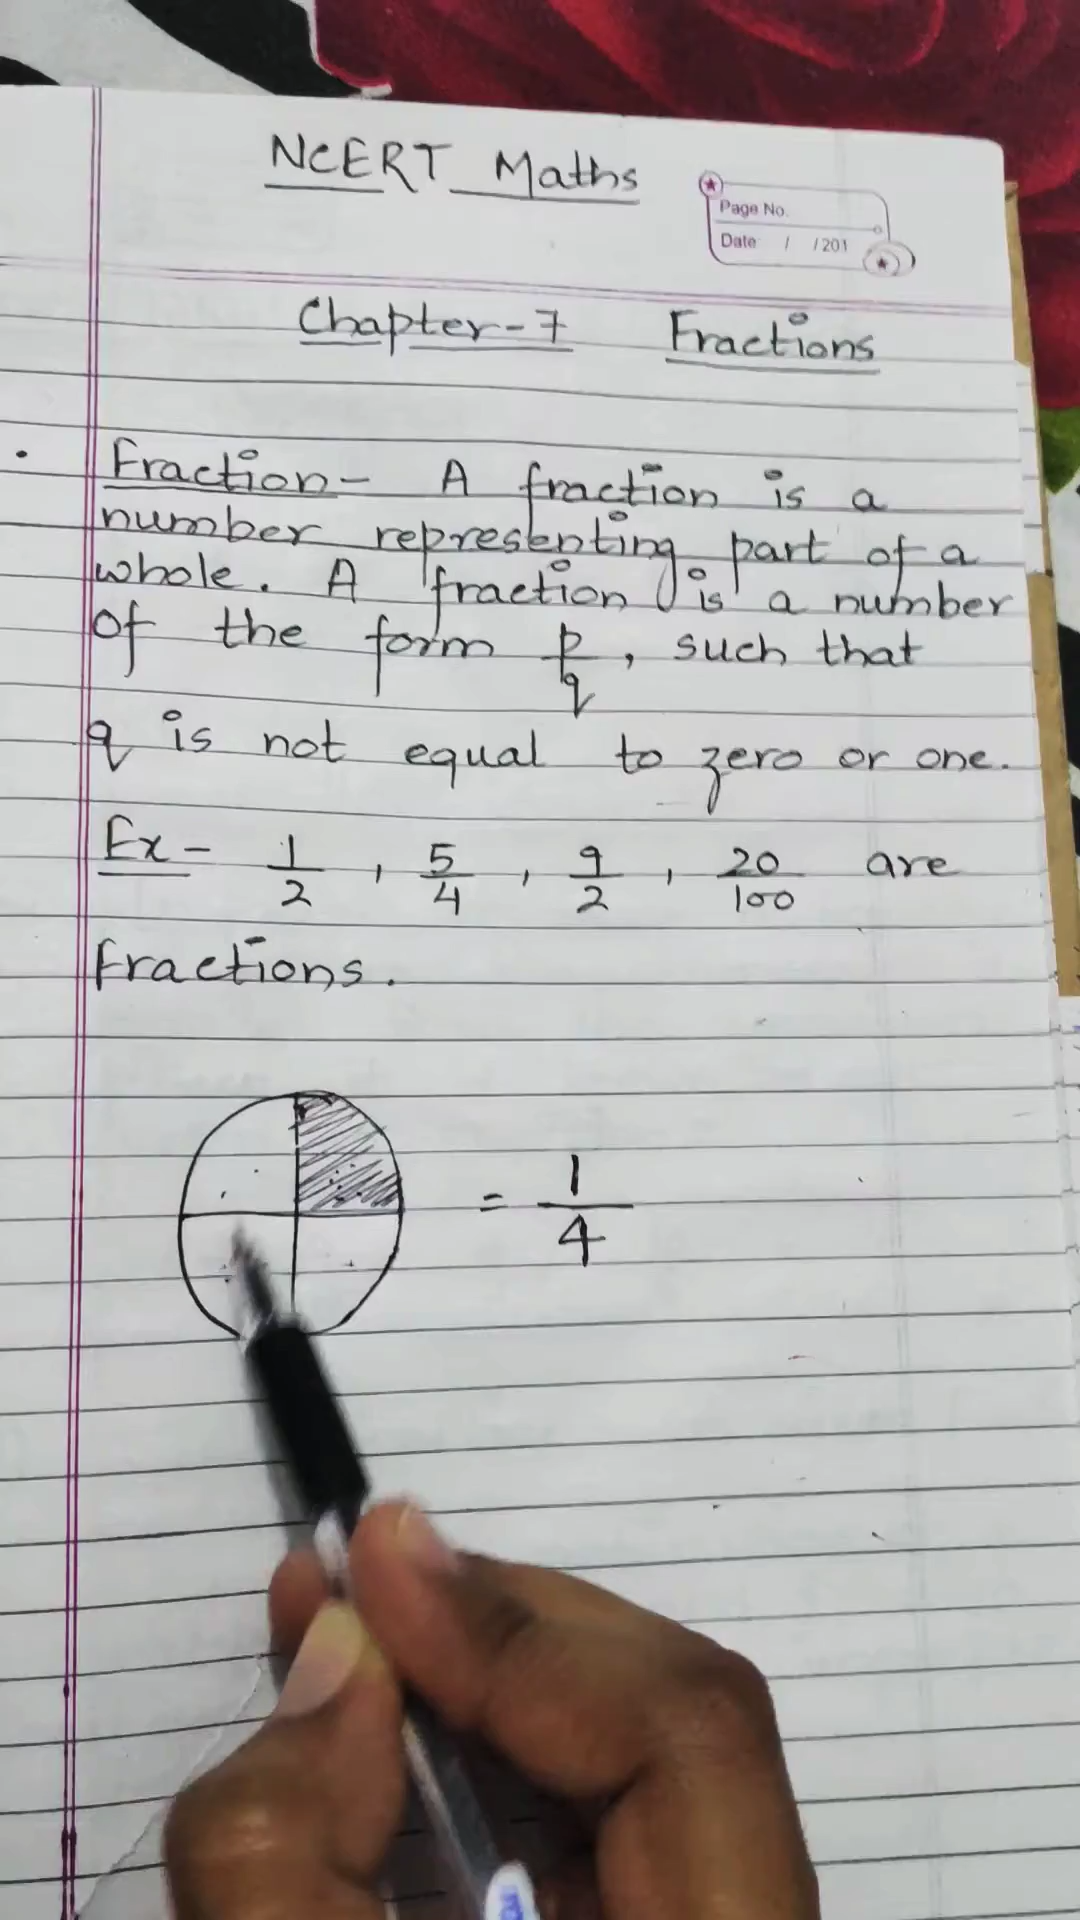 NCERT Maths
Page No.
Date / /201
Chapter-7 Fractions
Fraction- A fraction is a
number representing part of a
whole. A fraction is a number
of the form p/q, such that
q is not equal to zero or one.
Ex- 1/2, 5/4, 9/2, 20/100 are
fractions.
= 1/4